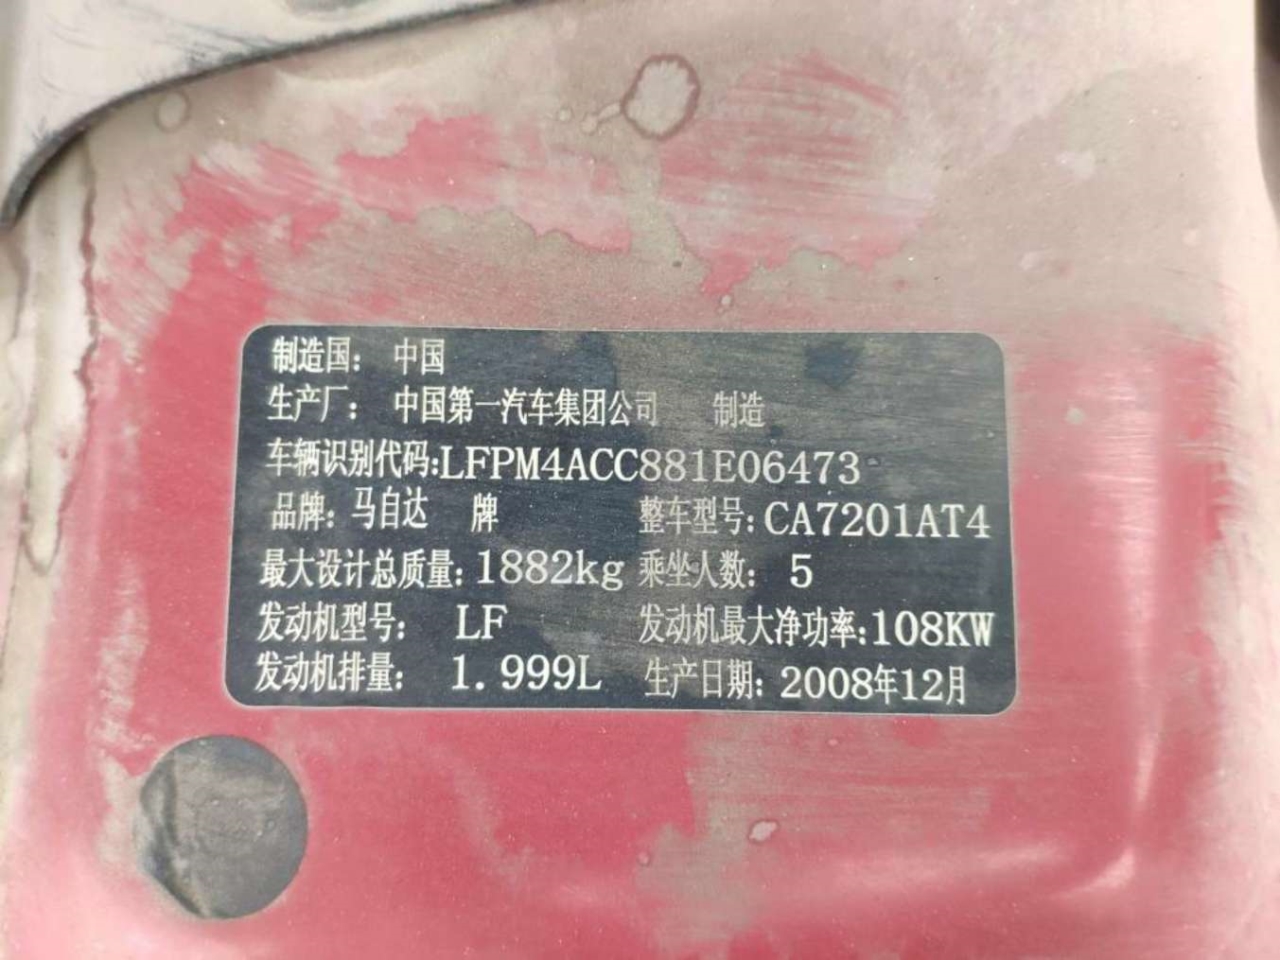 制造国： 中国
生产厂： 中国第一汽车集团公司 制造
车辆识别代码:LFPM4ACC881E06473
品牌: 马自达 牌 整车型号: CA7201AT4
最大设计总质量: 1882kg 乘坐人数: 5
发动机型号: LF 发动机最大净功率:108KW
发动机排量: 1.999L 生产日期: 2008年12月